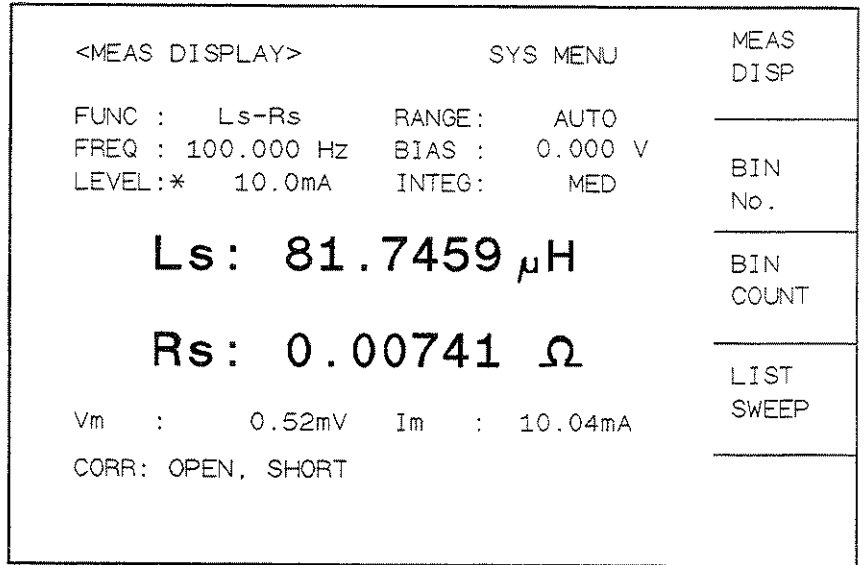 <MEAS DISPLAY> SYS MENU
FUNC : Ls-Rs RANGE: AUTO
FREQ : 100.000 Hz BIAS : 0.000 V
LEVEL:* 10.0mA INTEG: MED
Ls: 81.7459 µH
Rs: 0.00741 Ω
Vm : 0.52mV Im : 10.04mA
CORR: OPEN, SHORT
MEAS
DISP
BIN
No.
BIN
COUNT
LIST
SWEEP